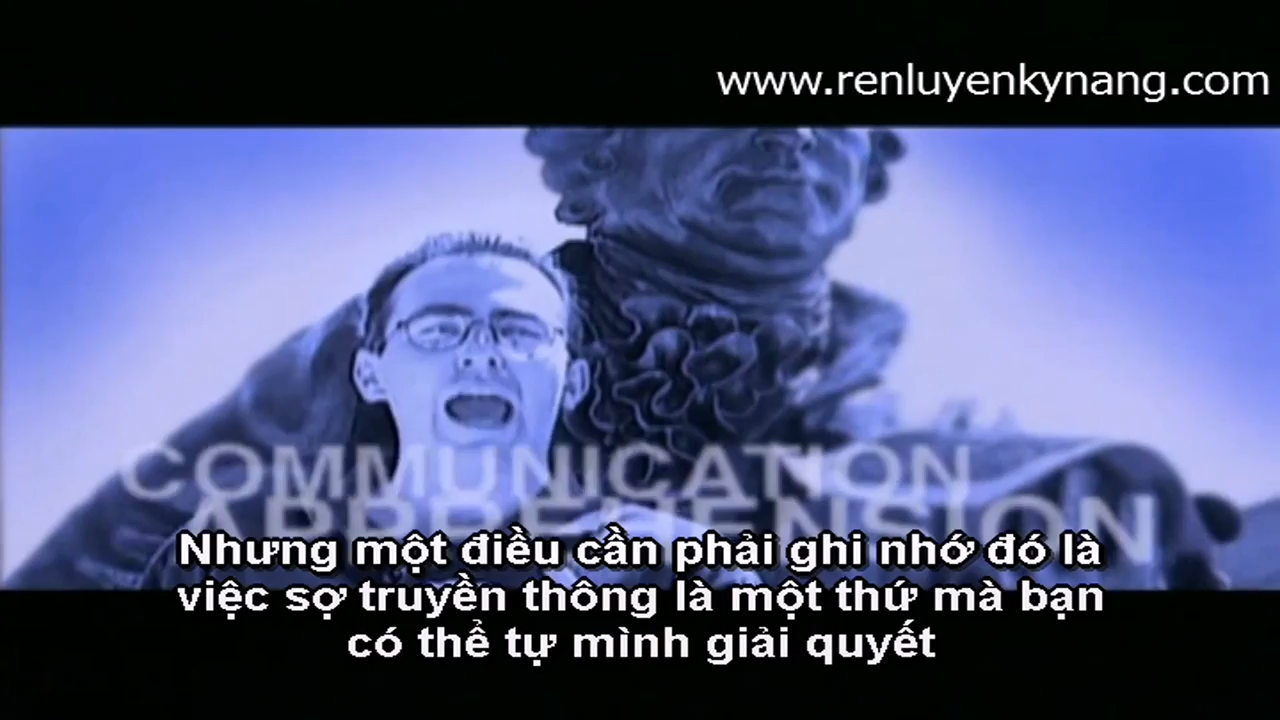 www.renluyenkynang.com
COMMUNICATION
APPREHENSION
Nhưng một điều cần phải ghi nhớ đó là
việc sợ truyền thông là một thứ mà bạn
có thể tự mình giải quyết